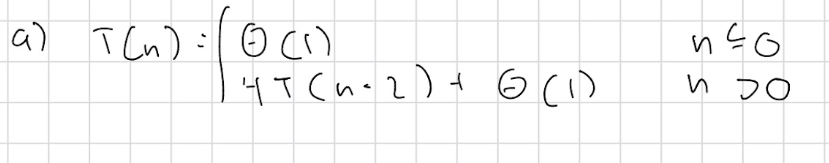 a) T(n) = { Θ(1) n ≤ 0
4T(n-2) + Θ(1) n > 0